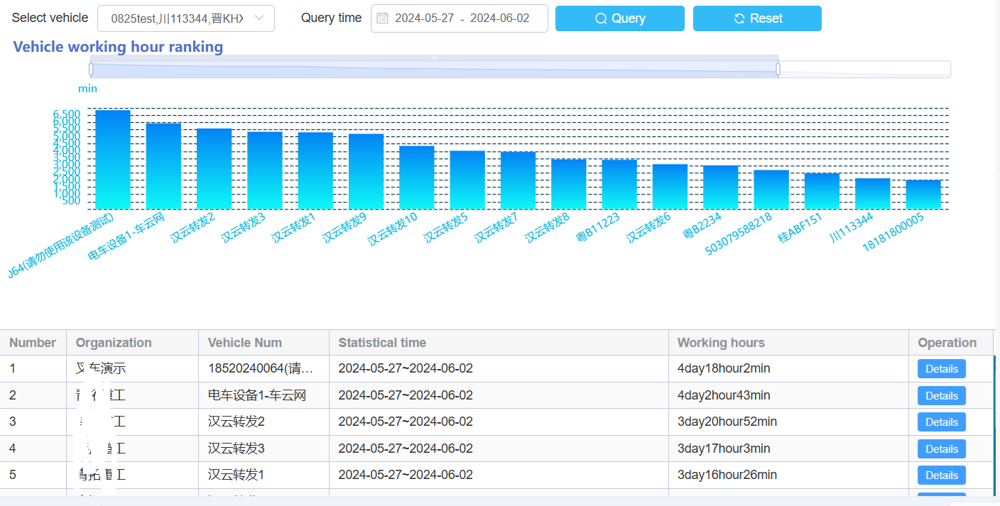 Select vehicle 0825test,川113344,晋KHX Query time 2024-05-27 - 2024-06-02 Query Reset
Vehicle working hour ranking
min
6,500
6,000
5,500
5,000
4,500
4,000
3,500
3,000
2,500
2,000
1,500
1,000
500
064(请勿使用该设备测试) 电车设备1-车云网 汉云转发2 汉云转发3 汉云转发1 汉云转发9 汉云转发10 汉云转发5 汉云转发7 汉云转发8 粤B11223 汉云转发6 粤B2234 503079588218 桂ABF151 川113344 18181800005
Number Organization Vehicle Num Statistical time Working hours Operation
1 叉车演示 18520240064(请... 2024-05-27~2024-06-02 4day18hour2min Details
2 工 电车设备1-车云网 2024-05-27~2024-06-02 4day2hour43min Details
3 工 汉云转发2 2024-05-27~2024-06-02 3day20hour52min Details
4 工 汉云转发3 2024-05-27~2024-06-02 3day17hour3min Details
5 重工 汉云转发1 2024-05-27~2024-06-02 3day16hour26min Details